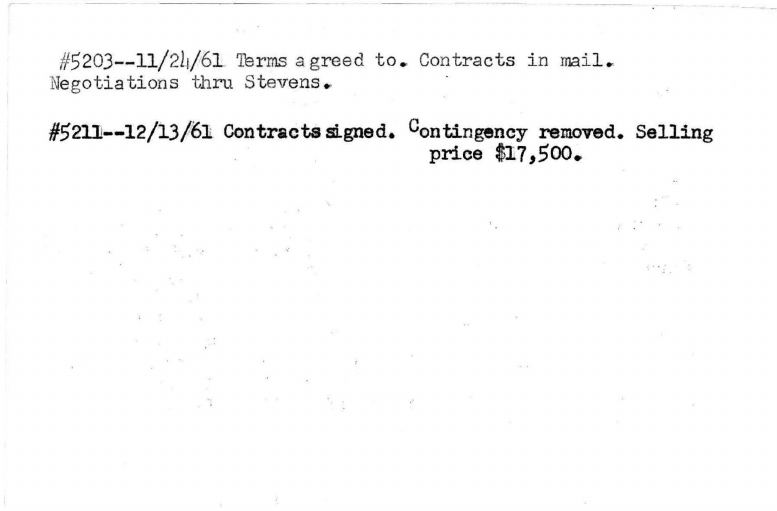 #5203--11/24/61 Terms agreed to. Contracts in mail.
Negotiations thru Stevens.
#5211--12/13/61 Contracts signed. Contingency removed. Selling
price $17,500.